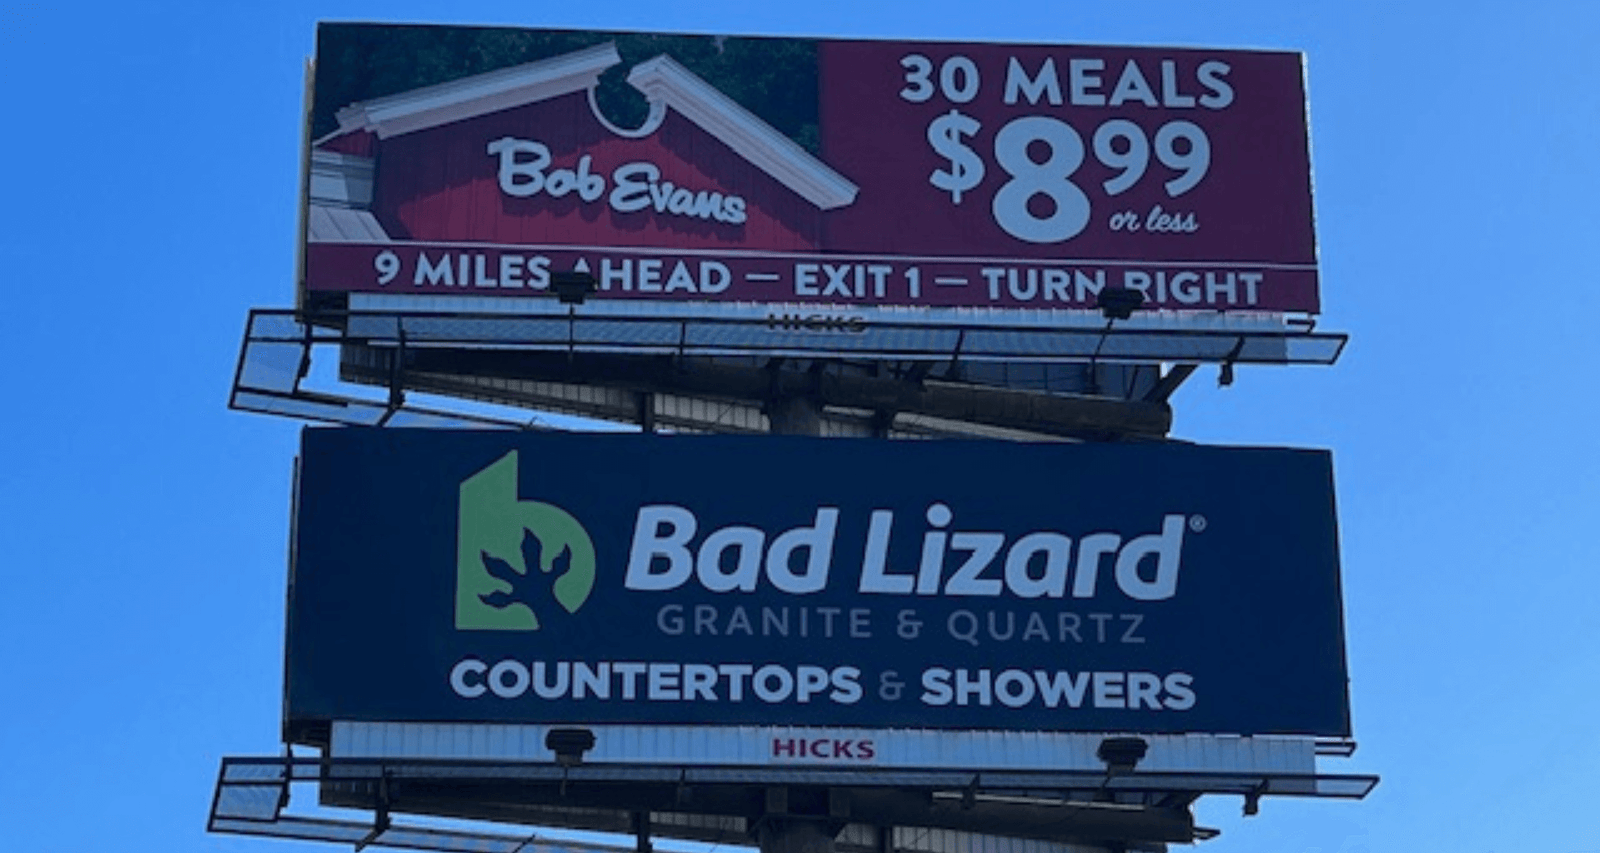 30 MEALS
$8.99
or less
Bob Evans
9 MILES AHEAD — EXIT 1 — TURN RIGHT
HICKS
Bad Lizard®
GRANITE & QUARTZ
COUNTERTOPS & SHOWERS
HICKS